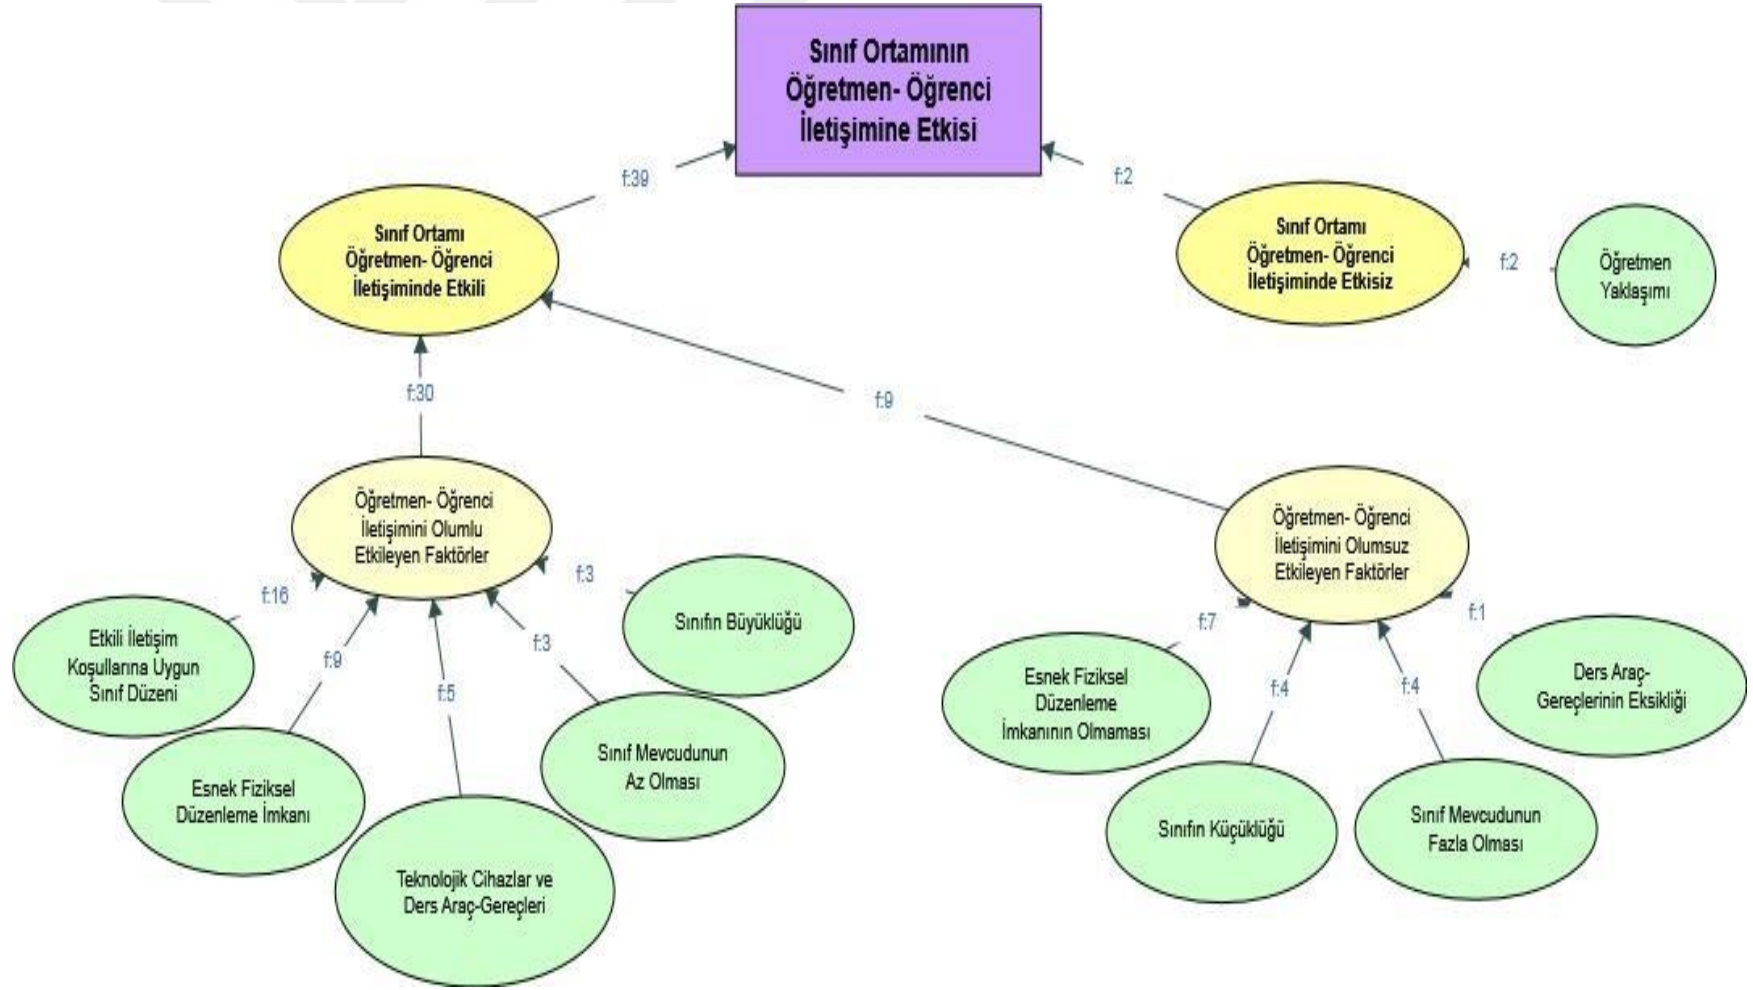 Sınıf Ortamının
Öğretmen- Öğrenci
İletişimine Etkisi
f:39
f:2
Sınıf Ortamı
Öğretmen- Öğrenci
İletişiminde Etkili
Sınıf Ortamı
Öğretmen- Öğrenci
İletişiminde Etkisiz
f:2
Öğretmen
Yaklaşımı
f:30
f:9
Öğretmen- Öğrenci
İletişimini Olumlu
Etkileyen Faktörler
Öğretmen- Öğrenci
İletişimini Olumsuz
Etkileyen Faktörler
f:16
f:9
f:5
f:3
f:3
Etkili İletişim
Koşullarına Uygun
Sınıf Düzeni
Esnek Fiziksel
Düzenleme İmkanı
Teknolojik Cihazlar ve
Ders Araç-Gereçleri
Sınıf Mevcudunun
Az Olması
Sınıfın Büyüklüğü
f:7
f:4
f:4
f:1
Esnek Fiziksel
Düzenleme
İmkanının Olmaması
Sınıfın Küçüklüğü
Sınıf Mevcudunun
Fazla Olması
Ders Araç-
Gereçlerinin Eksikliği